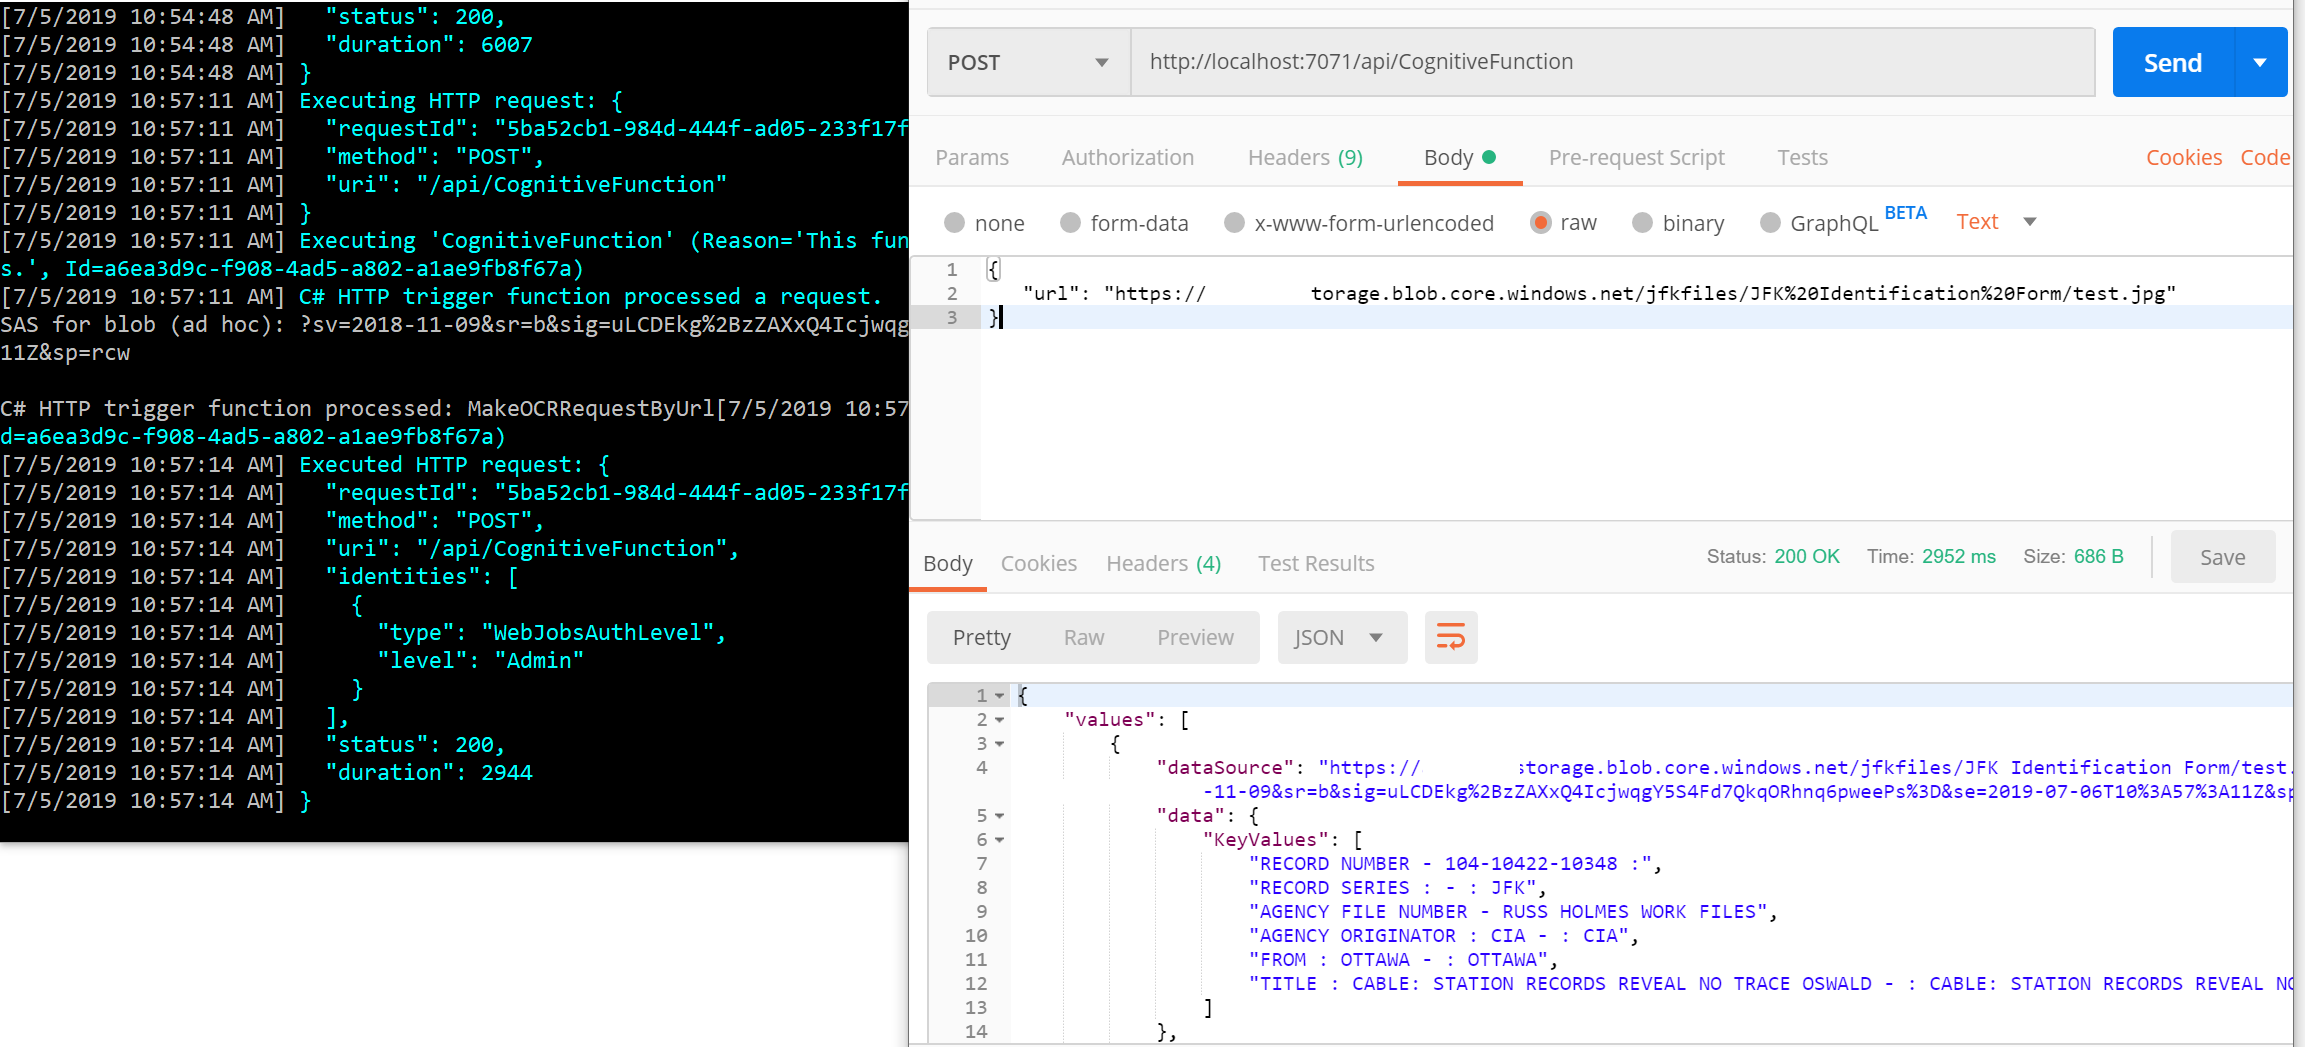 [7/5/2019 10:54:48 AM]   "status": 200,
[7/5/2019 10:54:48 AM]   "duration": 6007
[7/5/2019 10:54:48 AM] }
[7/5/2019 10:57:11 AM] Executing HTTP request: {
[7/5/2019 10:57:11 AM]   "requestId": "5ba52cb1-984d-444f-ad05-233f17f
[7/5/2019 10:57:11 AM]   "method": "POST",
[7/5/2019 10:57:11 AM]   "uri": "/api/CognitiveFunction"
[7/5/2019 10:57:11 AM] }
[7/5/2019 10:57:11 AM] Executing 'CognitiveFunction' (Reason='This fun
s.', Id=a6ea3d9c-f908-4ad5-a802-a1ae9fb8f67a)
[7/5/2019 10:57:11 AM] C# HTTP trigger function processed a request.
SAS for blob (ad hoc): ?sv=2018-11-09&sr=b&sig=uLCDEkg%2BzZAXxQ4Icjwqg
11Z&sp=rcw
C# HTTP trigger function processed: MakeOCRRequestByUrl[7/5/2019 10:57
d=a6ea3d9c-f908-4ad5-a802-a1ae9fb8f67a)
[7/5/2019 10:57:14 AM] Executed HTTP request: {
[7/5/2019 10:57:14 AM]   "requestId": "5ba52cb1-984d-444f-ad05-233f17f
[7/5/2019 10:57:14 AM]   "method": "POST",
[7/5/2019 10:57:14 AM]   "uri": "/api/CognitiveFunction",
[7/5/2019 10:57:14 AM]   "identities": [
[7/5/2019 10:57:14 AM]     {
[7/5/2019 10:57:14 AM]       "type": "WebJobsAuthLevel",
[7/5/2019 10:57:14 AM]       "level": "Admin"
[7/5/2019 10:57:14 AM]     }
[7/5/2019 10:57:14 AM]   ],
[7/5/2019 10:57:14 AM]   "status": 200,
[7/5/2019 10:57:14 AM]   "duration": 2944
[7/5/2019 10:57:14 AM] }
POST http://localhost:7071/api/CognitiveFunction Send
Params Authorization Headers (9) Body Pre-request Script Tests Cookies Code
none form-data x-www-form-urlencoded raw binary GraphQL BETA Text
1 {
2 "url": "https:// torage.blob.core.windows.net/jfkfiles/JFK%20Identification%20Form/test.jpg"
3 }
Body Cookies Headers (4) Test Results Status: 200 OK Time: 2952 ms Size: 686 B Save
Pretty Raw Preview JSON
1 {
2 "values": [
3 {
4 "dataSource": "https:// storage.blob.core.windows.net/jfkfiles/JFK Identification Form/test.
-11-09&sr=b&sig=uLCDEkg%2BzZAXxQ4IcjwqgY5S4Fd7QkqORhnq6pweePs%3D&se=2019-07-06T10%3A57%3A11Z&sp
5 "data": {
6 "KeyValues": [
7 "RECORD NUMBER - 104-10422-10348 :",
8 "RECORD SERIES : - : JFK",
9 "AGENCY FILE NUMBER - RUSS HOLMES WORK FILES",
10 "AGENCY ORIGINATOR : CIA - : CIA",
11 "FROM : OTTAWA - : OTTAWA",
12 "TITLE : CABLE: STATION RECORDS REVEAL NO TRACE OSWALD - : CABLE: STATION RECORDS REVEAL NO
13 ]
14 },